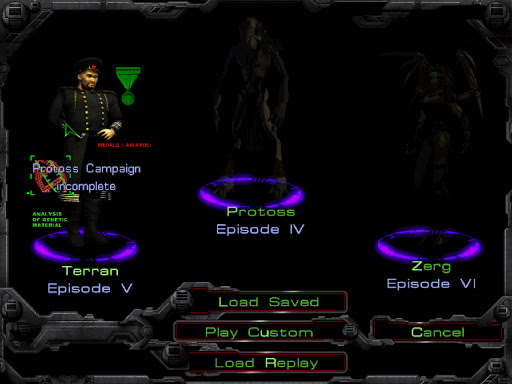 MEDALS / AWARDS:
Protoss Campaign
incomplete
ANALYSIS
OF GENETIC
MATERIAL
Terran
Episode V
Protoss
Episode IV
Zerg
Episode VI
Load Saved
Play Custom
Cancel
Load Replay